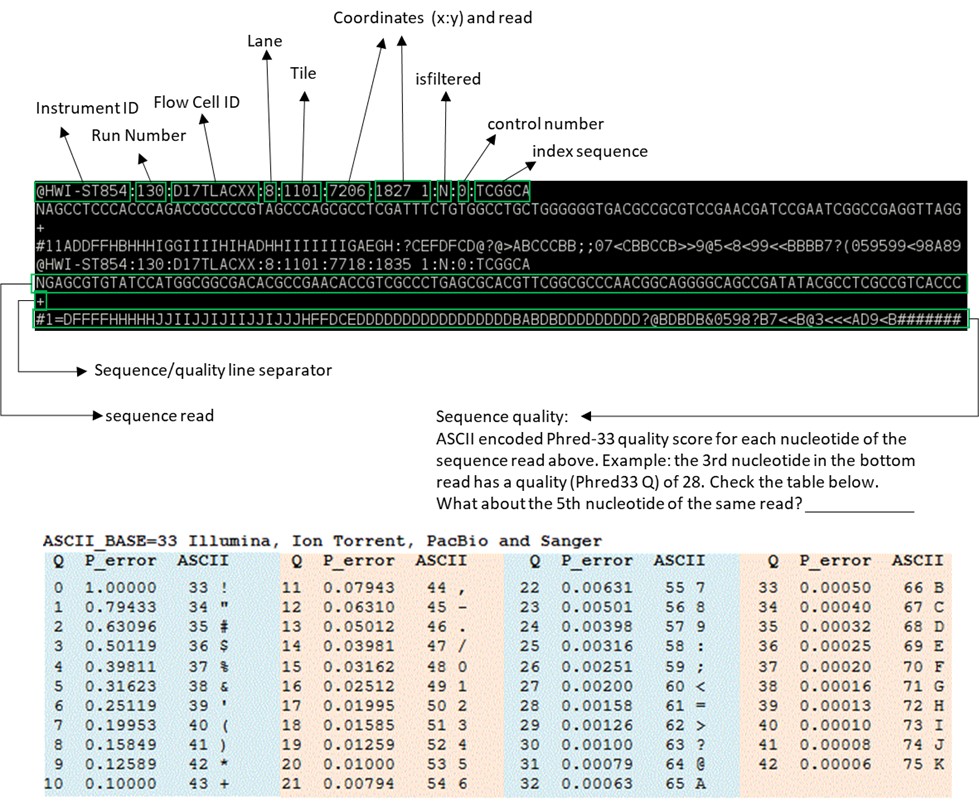 Coordinates (x:y) and read
Lane
Tile
isfiltered
Instrument ID
Flow Cell ID
Run Number
control number
index sequence
@HWI-ST854:130:D17TLACXX:8:1101:7206:1827 1:N:0:TCGGCA
NAGCCTCCCACCCAGACCGCCCCGTAGCCCAGCGCCTCGATTTCTGTGGCCTGCTGGGGGGTGACGCCGCGTCCGAACGATCCGAATCGGCCGAGGTTAGG
+
#11ADDFFHBHHHIGGIIIIHIHADHHIIIIIIIGAEGH:?CEFDFCD@?@>ABCCCBB;;07<CBBCCB>>9@5<8<99<<BBBB7?(059599<98A89
@HWI-ST854:130:D17TLACXX:8:1101:7718:1835 1:N:0:TCGGCA
NGAGCGTGTATCCATGGCGGCGACACGCCGAACACCGTCGCCCTGAGCGCACGTTCGGCGCCCAACGGCAGGGGCAGCCGATATACGCCTCGCCGTCACCC
+
#1=DFFFFHHHHHJJIIJJIJIIJJIJJJHFFDCEDDDDDDDDDDDDDDDDDBABDBDDDDDDDDD?@BDBDB&0598?B7<<B@3<<<AD9<B#######
Sequence/quality line separator
sequence read
Sequence quality:
ASCII encoded Phred-33 quality score for each nucleotide of the
sequence read above. Example: the 3rd nucleotide in the bottom
read has a quality (Phred33 Q) of 28. Check the table below.
What about the 5th nucleotide of the same read?____________
ASCII_BASE=33 Illumina, Ion Torrent, PacBio and Sanger
Q P_error ASCII Q P_error ASCII Q P_error ASCII Q P_error ASCII
0 1.00000 33 ! 11 0.07943 44 , 22 0.00631 55 7 33 0.00050 66 B
1 0.79433 34 " 12 0.06310 45 - 23 0.00501 56 8 34 0.00040 67 C
2 0.63096 35 # 13 0.05012 46 . 24 0.00398 57 9 35 0.00032 68 D
3 0.50119 36 $ 14 0.03981 47 / 25 0.00316 58 : 36 0.00025 69 E
4 0.39811 37 % 15 0.03162 48 0 26 0.00251 59 ; 37 0.00020 70 F
5 0.31623 38 & 16 0.02512 49 1 27 0.00200 60 < 38 0.00016 71 G
6 0.25119 39 ' 17 0.01995 50 2 28 0.00158 61 = 39 0.00013 72 H
7 0.19953 40 ( 18 0.01585 51 3 29 0.00126 62 > 40 0.00010 73 I
8 0.15849 41 ) 19 0.01259 52 4 30 0.00100 63 ? 41 0.00008 74 J
9 0.12589 42 * 20 0.01000 53 5 31 0.00079 64 @ 42 0.00006 75 K
10 0.10000 43 + 21 0.00794 54 6 32 0.00063 65 A